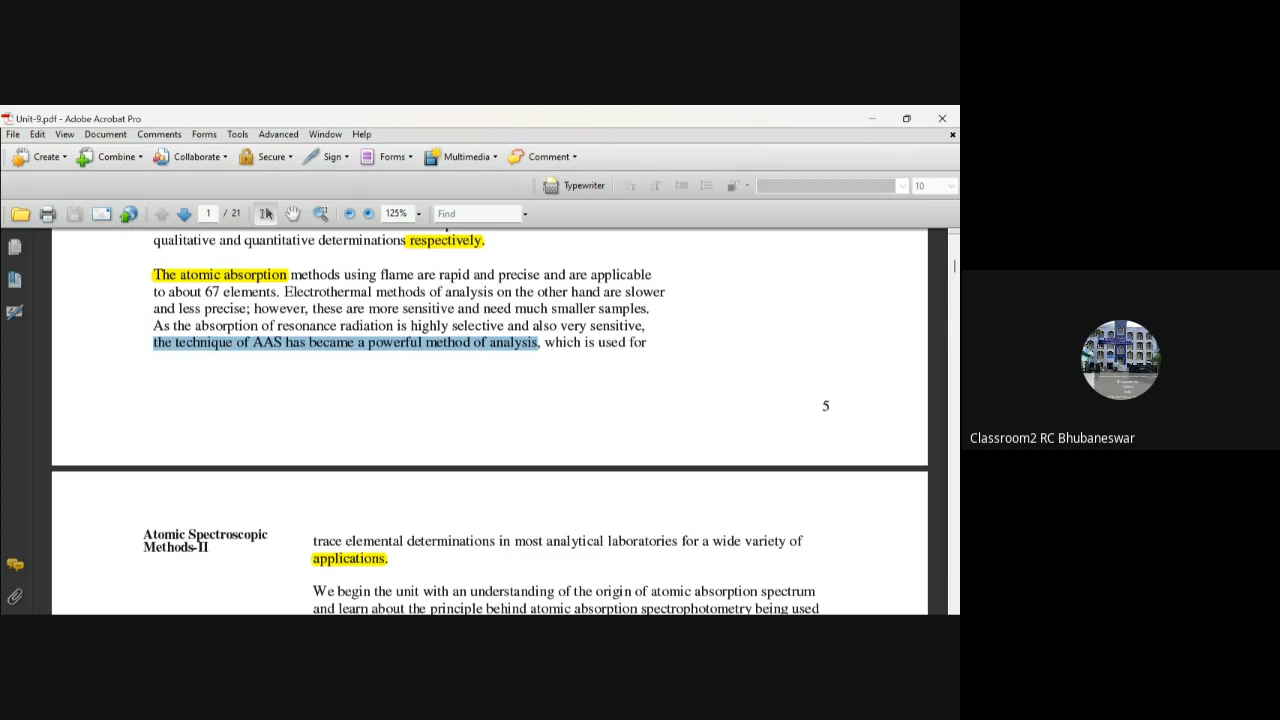 Unit-9.pdf - Adobe Acrobat Pro
File Edit View Document Comments Forms Tools Advanced Window Help
Create Combine Collaborate Secure Sign Forms Multimedia Comment
Typewriter 10
1 / 21 125% Find
qualitative and quantitative determinations respectively.
The atomic absorption methods using flame are rapid and precise and are applicable
to about 67 elements. Electrothermal methods of analysis on the other hand are slower
and less precise; however, these are more sensitive and need much smaller samples.
As the absorption of resonance radiation is highly selective and also very sensitive,
the technique of AAS has became a powerful method of analysis, which is used for
5
Atomic Spectroscopic
Methods-II
trace elemental determinations in most analytical laboratories for a wide variety of
applications.
We begin the unit with an understanding of the origin of atomic absorption spectrum
and learn about the principle behind atomic absorption spectrophotometry being used
Classroom2 RC Bhubaneswar